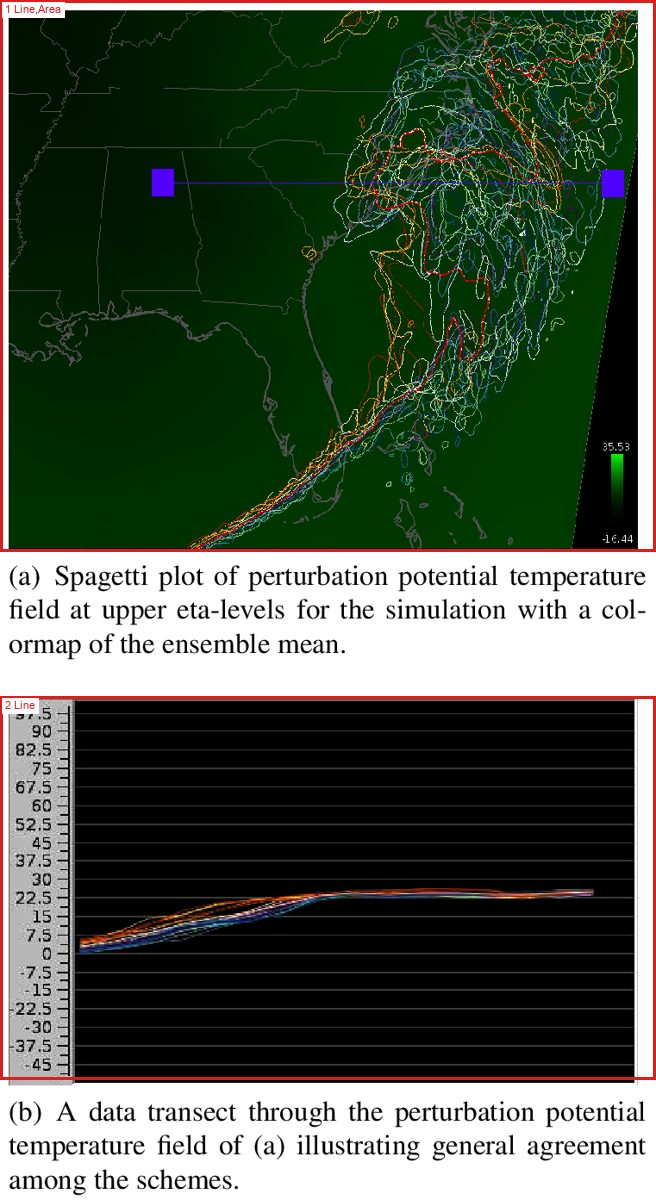 1 Line,Area
35.53
-16.44
(a) Spagetti plot of perturbation potential temperature
field at upper eta-levels for the simulation with a col-
ormap of the ensemble mean.
2 Line
97.5
90
82.5
75
67.5
60
52.5
45
37.5
30
22.5
15
7.5
0
-7.5
-15
-22.5
-30
-37.5
-45
(b) A data transect through the perturbation potential
temperature field of (a) illustrating general agreement
among the schemes.